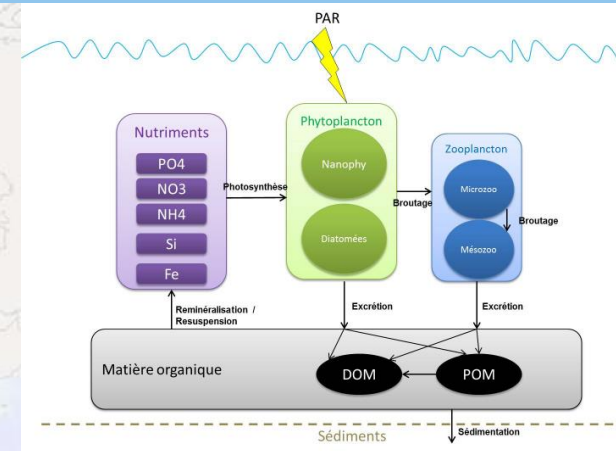 PAR
Nutriments
PO4
NO3
NH4
Si
Fe
Photosynthèse
Phytoplancton
Nanophy
Diatomées
Broutage
Zooplancton
Microzoo
Broutage
Mésozoo
Reminéralisation /
Resuspension
Excrétion
Excrétion
Matière organique
DOM
POM
Sédiments
Sédimentation